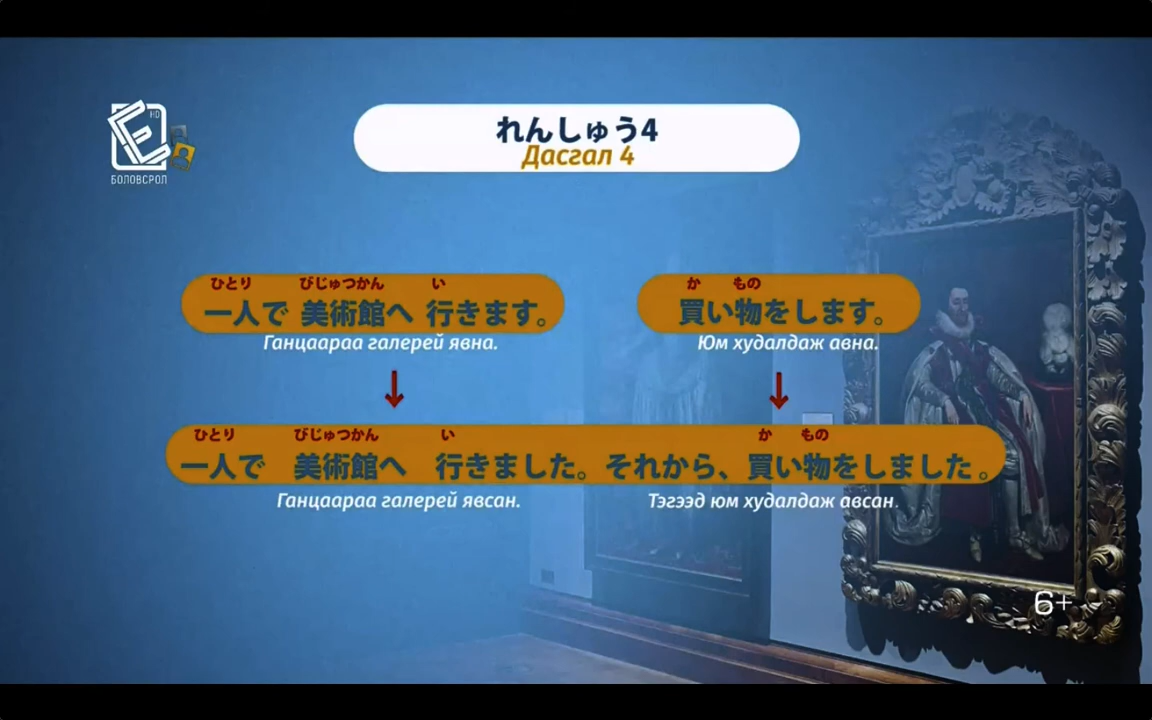 HD
БОЛОВСРОЛ
れんしゅう4
Дасгал 4
ひとり びじゅつかん い
一人で 美術館へ 行きます。
Ганцаараа галерей явна.
か もの
買い物をします。
Юм худалдаж авна.
ひとり びじゅつかん い か もの
一人で 美術館へ 行きました。それから、買い物をしました。
Ганцаараа галерей явсан. Тэгээд юм худалдаж авсан.
6+